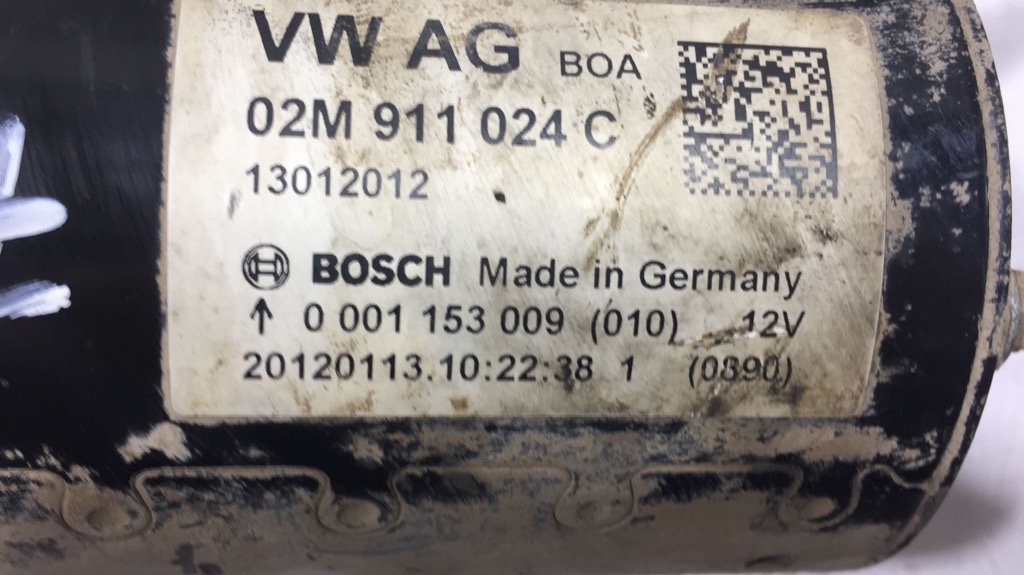 VW AG BOA
02M 911 024 C
13012012
BOSCH Made in Germany
↑ 0 001 153 009 (010) 12V
20120113.10:22:38 1 (0890)